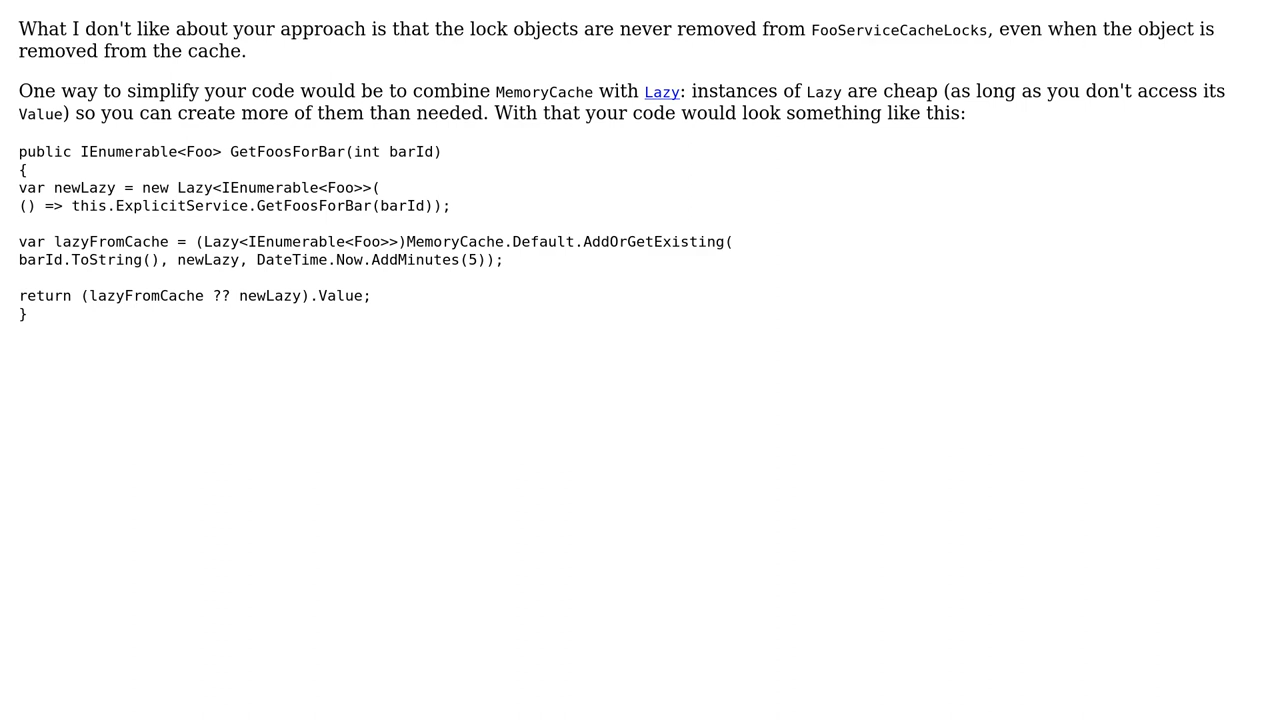 What I don't like about your approach is that the lock objects are never removed from FooServiceCacheLocks, even when the object is
removed from the cache.
One way to simplify your code would be to combine MemoryCache with Lazy: instances of Lazy are cheap (as long as you don't access its
Value) so you can create more of them than needed. With that your code would look something like this:
public IEnumerable<Foo> GetFoosForBar(int barId)
{
var newLazy = new Lazy<IEnumerable<Foo>>(
() => this.ExplicitService.GetFoosForBar(barId));
var lazyFromCache = (Lazy<IEnumerable<Foo>>)MemoryCache.Default.AddOrGetExisting(
barId.ToString(), newLazy, DateTime.Now.AddMinutes(5));
return (lazyFromCache ?? newLazy).Value;
}